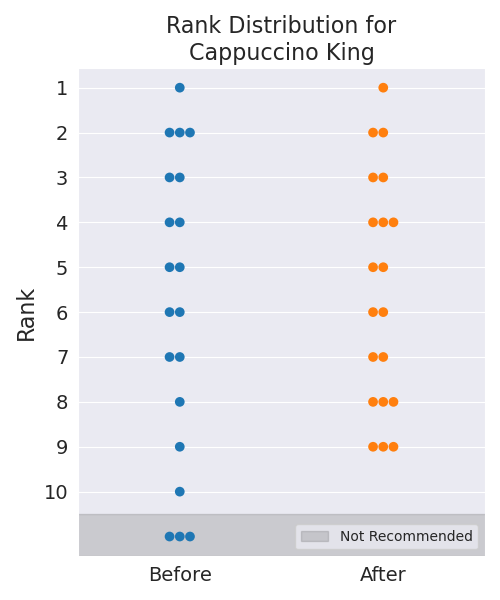 Rank Distribution for
Cappuccino King
Rank
1
2
3
4
5
6
7
8
9
10
Not Recommended
Before
After